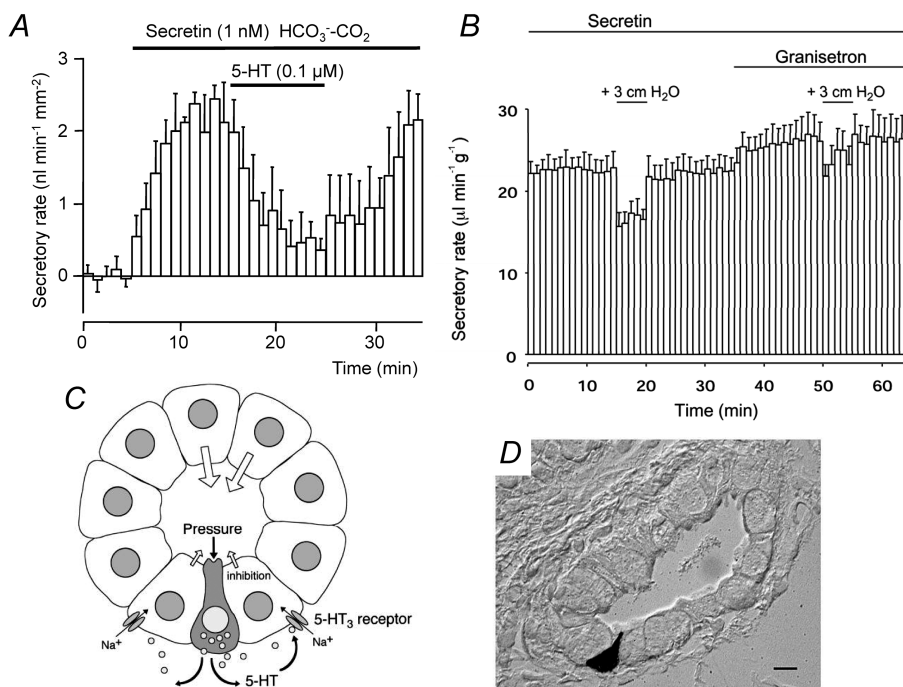 A
Secretin (1 nM) HCO₃⁻-CO₂
5-HT (0.1 µM)
Secretory rate (nl min⁻¹ mm⁻²)
3
2
1
0
0 10 20 30
Time (min)
B
Secretin
Granisetron
+ 3 cm H₂O + 3 cm H₂O
Secretory rate (µl min⁻¹ g⁻¹)
30
20
10
0
0 10 20 30 40 50 60
Time (min)
C
Pressure
inhibition
5-HT₃ receptor
Na⁺ Na⁺
5-HT
D